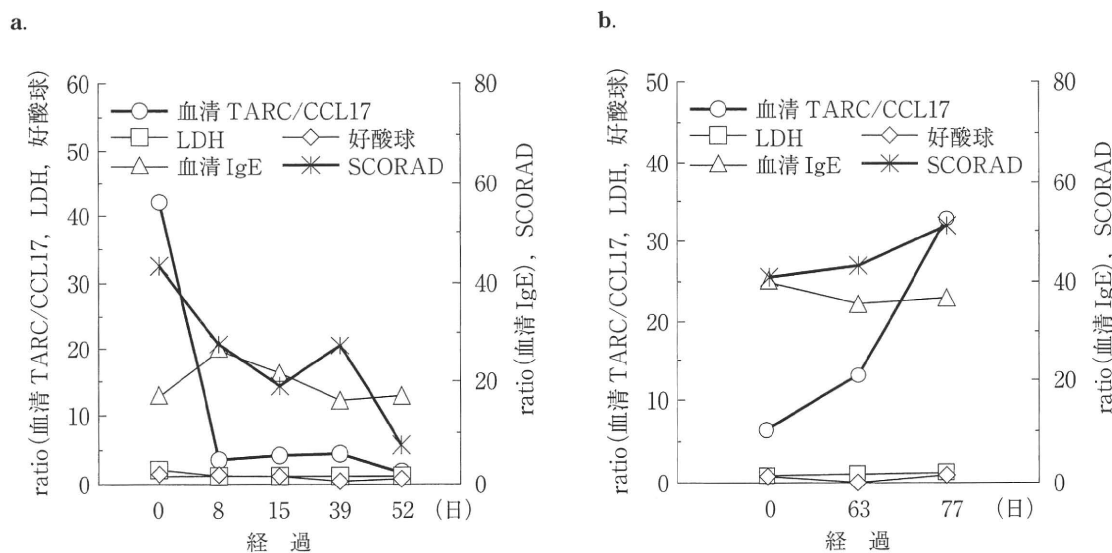 a.
ratio(血清 TARC/CCL17, LDH, 好酸球)
60
50
40
30
20
10
0
血清 TARC/CCL17
LDH
好酸球
血清 IgE
SCORAD
80
60
40
20
0
ratio(血清 IgE), SCORAD
0 8 15 39 52 (日)
経 過
b.
ratio(血清 TARC/CCL17, LDH, 好酸球)
50
40
30
20
10
0
血清 TARC/CCL17
LDH
好酸球
血清 IgE
SCORAD
80
60
40
20
0
ratio(血清 IgE), SCORAD
0 63 77 (日)
経 過